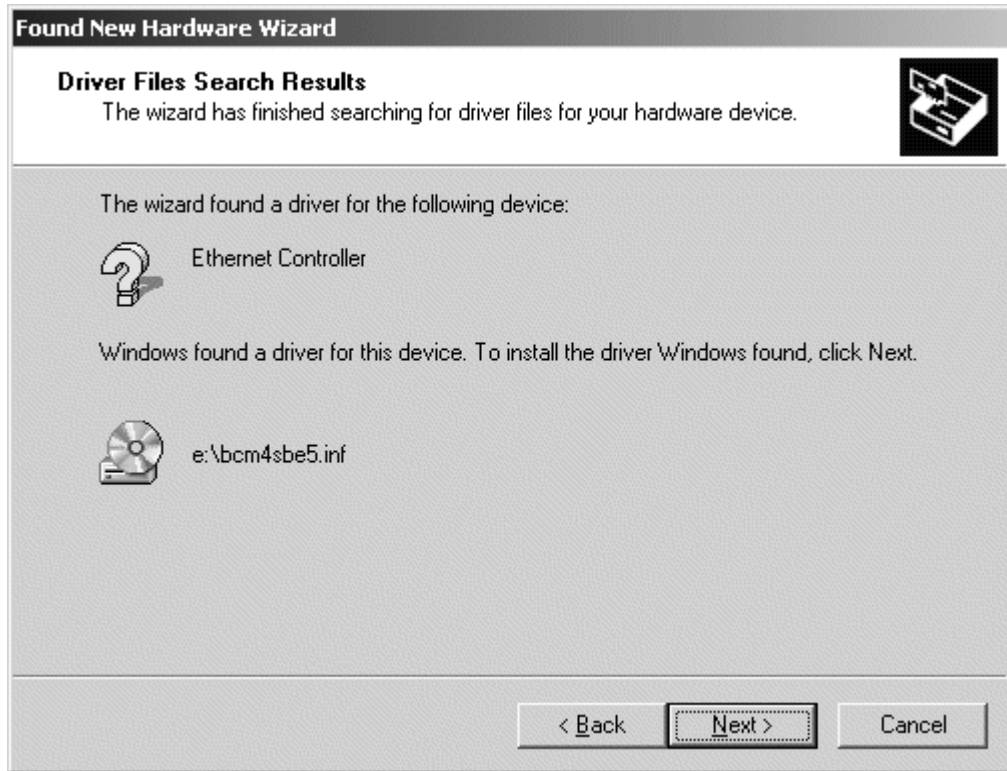 Found New Hardware Wizard
Driver Files Search Results
The wizard has finished searching for driver files for your hardware device.
The wizard found a driver for the following device:
Ethernet Controller
Windows found a driver for this device. To install the driver Windows found, click Next.
e:\bcm4sbe5.inf
< Back Next > Cancel